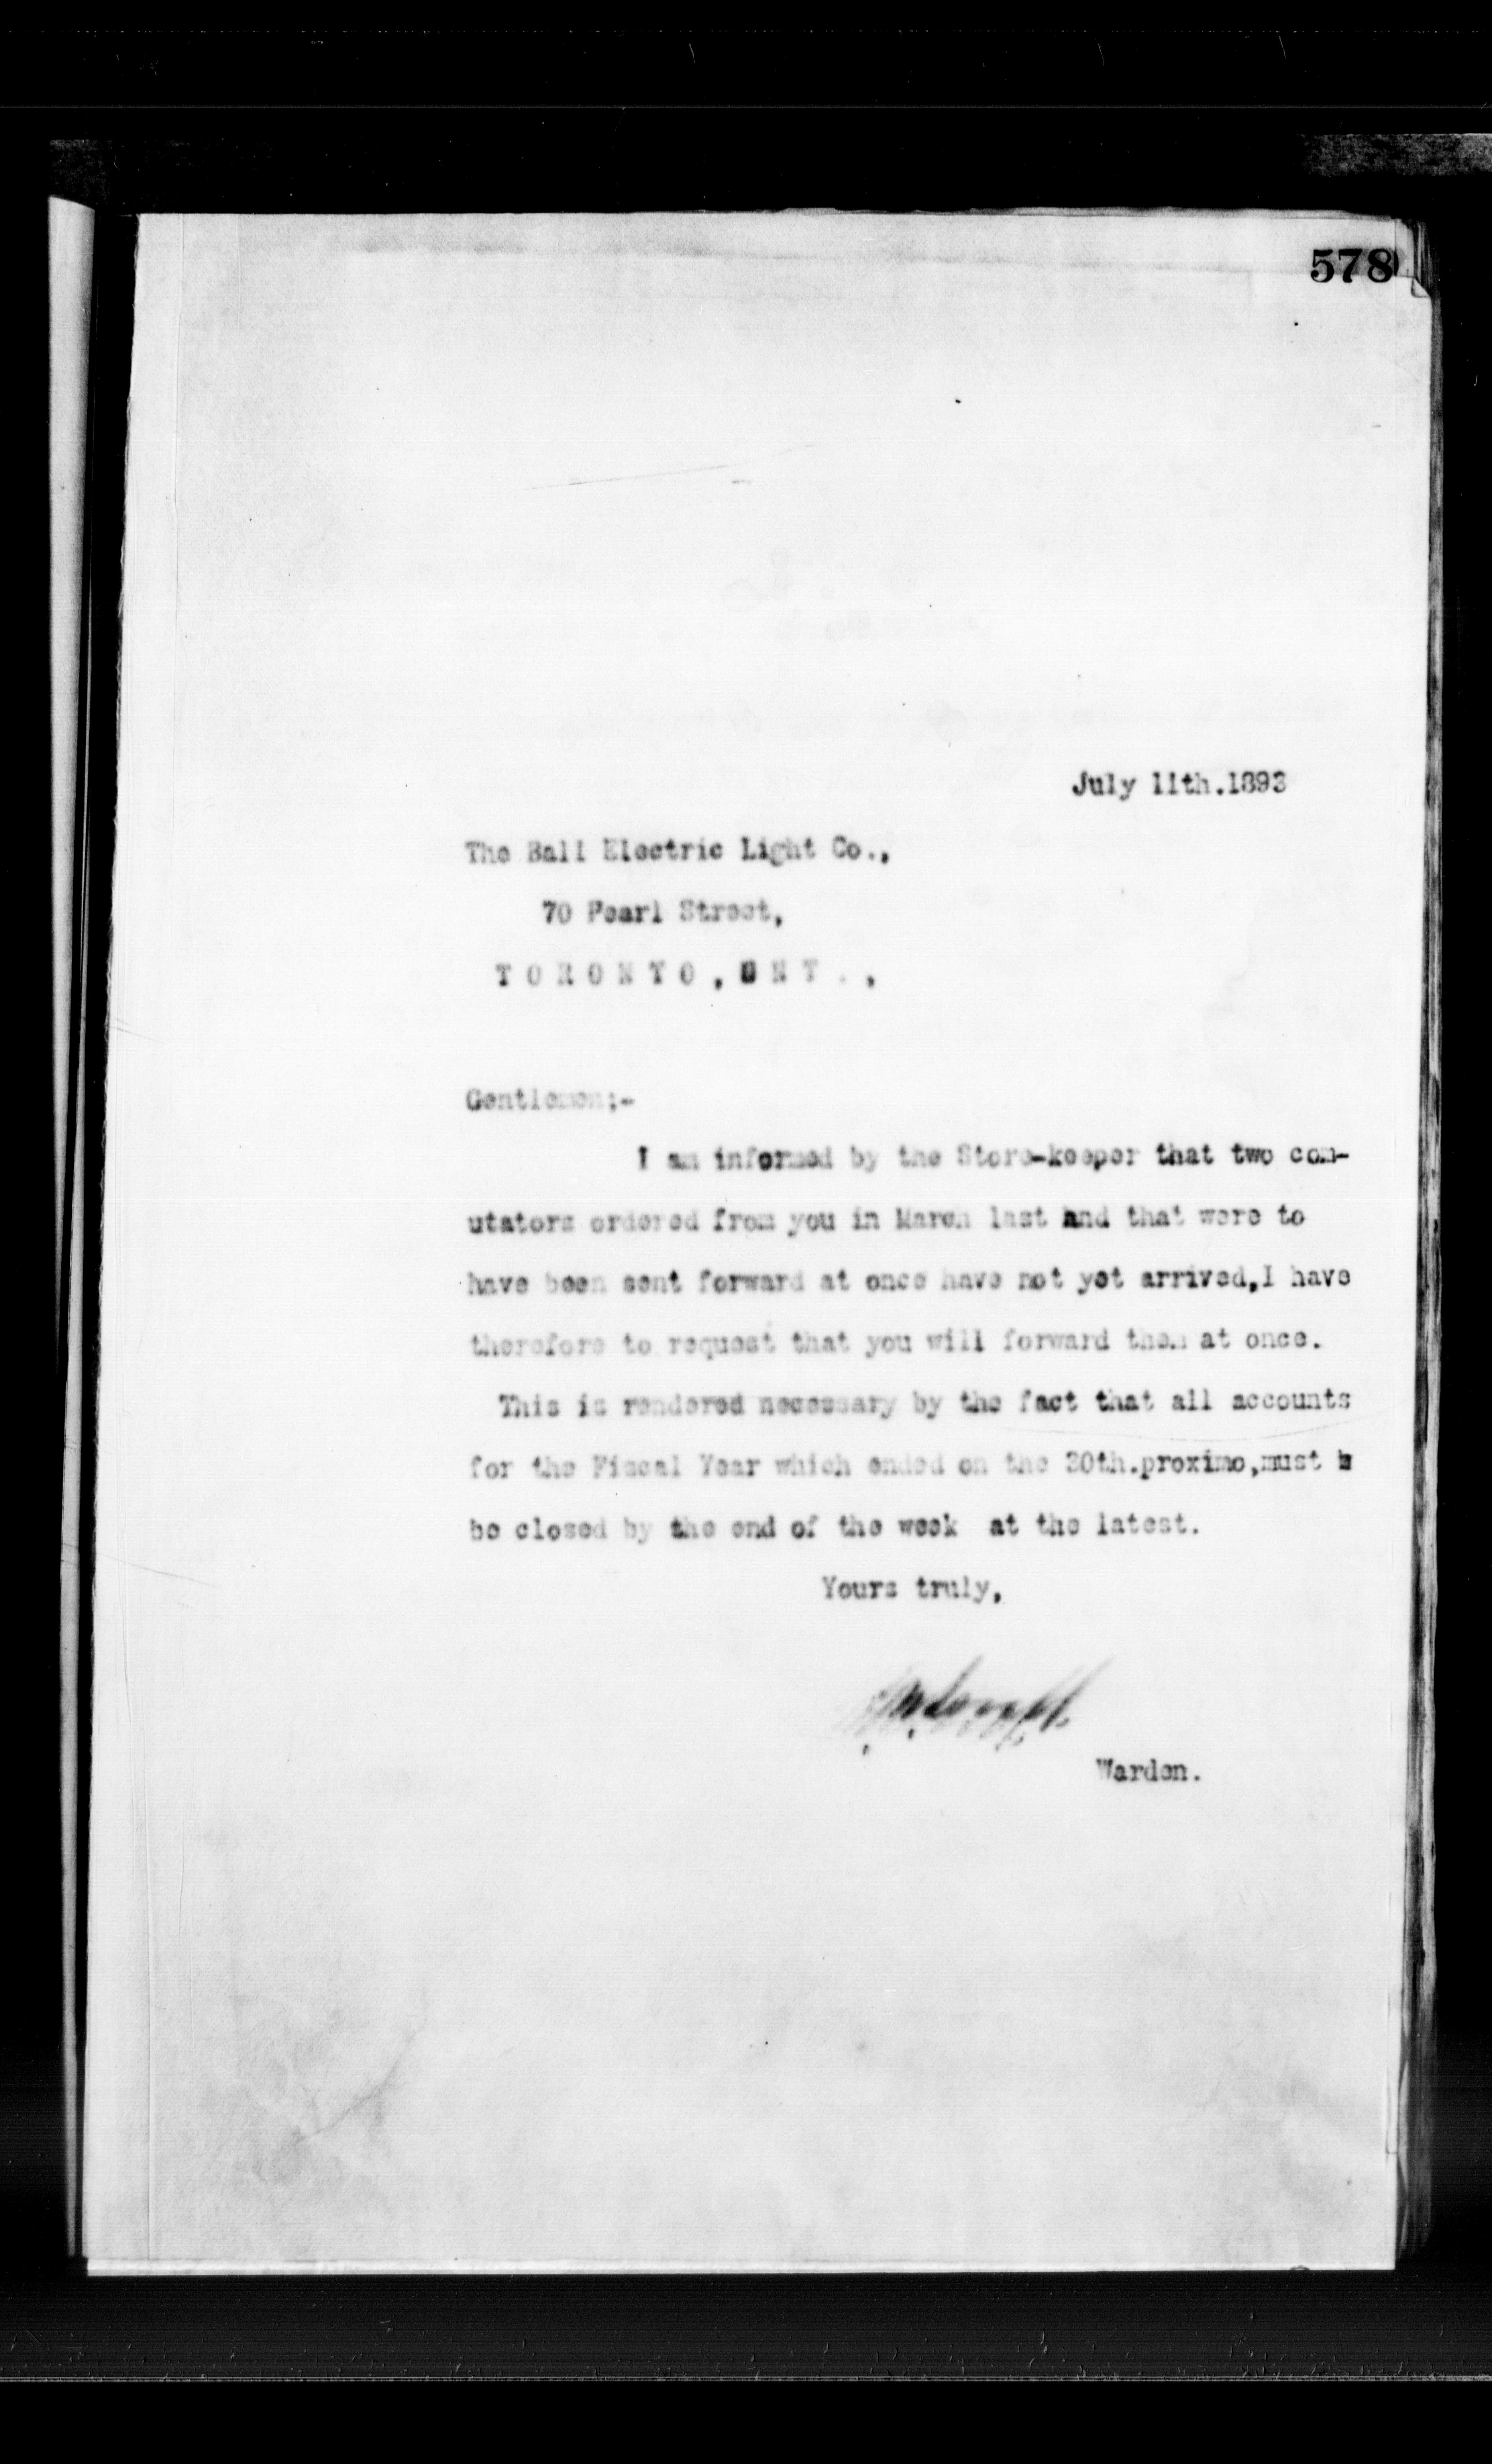 578
July 11th.1893
The Ball Electric Light Co.,
70 Pearl Street,
TORONTO,ONT.,
Gentlemen;-
I am informed by the Store-keeper that two com-
utators ordered from you in March last and that were to
have been sent forward at once have not yet arrived,I have
therefore to request that you will forward them at once.
This is rendered necessary by the fact that all accounts
for the Fiscal Year which ended on the 30th.proximo,must b
be closed by the end of the week at the latest.
Yours truly,
Warden.